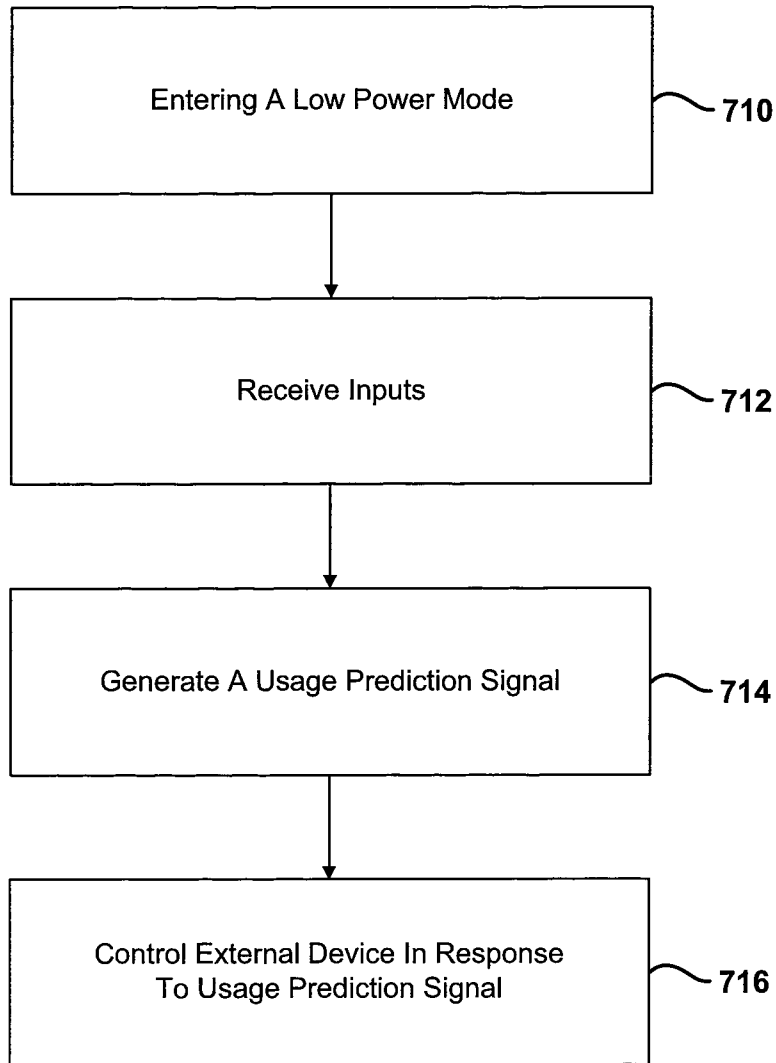 Entering A Low Power Mode
710
Receive Inputs
712
Generate A Usage Prediction Signal
714
Control External Device In Response
To Usage Prediction Signal
716